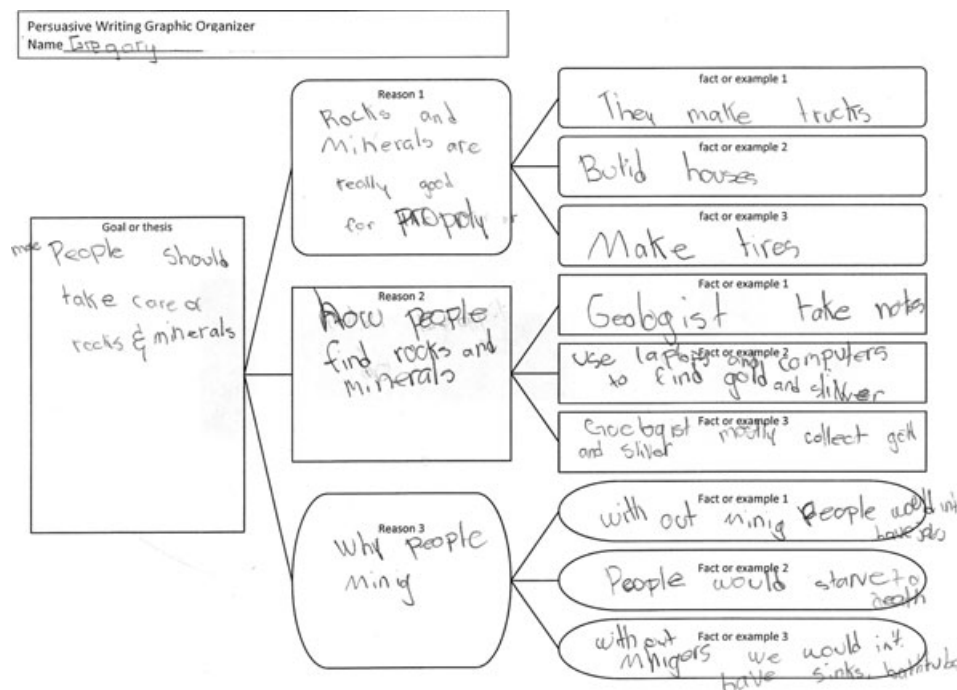 Persuasive Writing Graphic Organizer
Name Gregory
Goal or thesis
more People should
take care of
rocks & minerals
Reason 1
Rocks and
Minerals are
really good
for
Reason 2
how people
find rocks and
minerals
Reason 3
why people
minig
fact or example 1
They make trucks
fact or example 2
Build houses
fact or example 3
Make tires
Fact or example 1
Geologist take notes
Fact or example 2
use laptops and computers
to find gold and sliver
Fact or example 3
Geologist mostly collect gold
and sliver
Fact or example 1
with out minig People would int
have jobs
Fact or example 2
People would starve to
death
Fact or example 3
with out
minigers we would int
have sinks, bathtubs